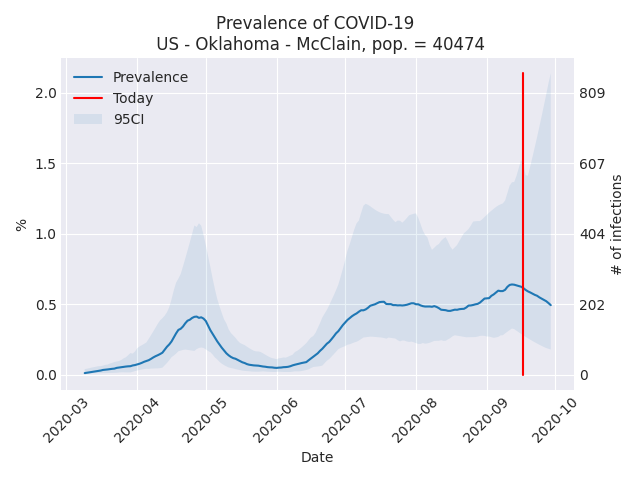 Prevalence of COVID-19
US - Oklahoma - McClain, pop. = 40474
Prevalence
Today
95CI
2.0
1.5
1.0
0.5
0.0
%
809
607
404
202
0
# of infections
2020-03
2020-04
2020-05
2020-06
2020-07
2020-08
2020-09
2020-10
Date